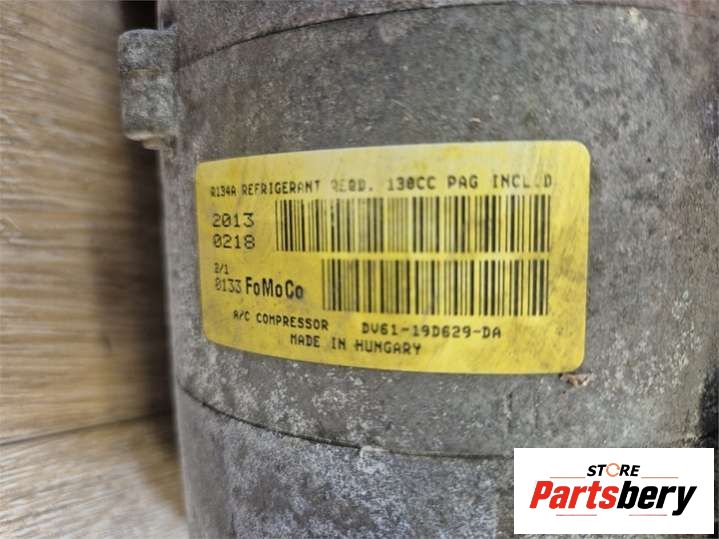 R134A REFRIGERANT REQD. 130CC PAG INCLUD.
2013
0218
2/1
0133 FoMoCo
A/C COMPRESSOR DV61-19D629-DA
MADE IN HUNGARY
STORE
Partsbery